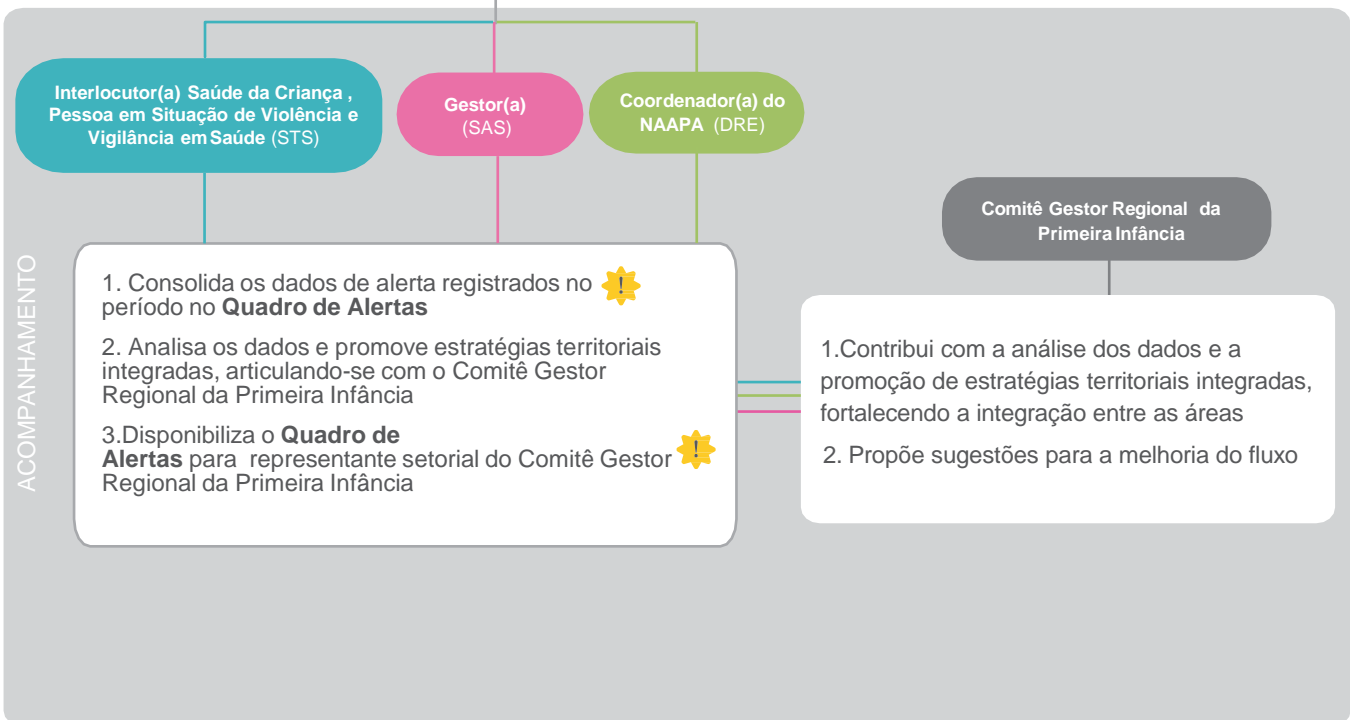 Interlocutor(a) Saúde da Criança ,
Pessoa em Situação de Violência e
Vigilância em Saúde (STS)
Gestor(a)
(SAS)
Coordenador(a) do
NAAPA (DRE)
Comitê Gestor Regional da
Primeira Infância
ACOMPANHAMENTO
1. Consolida os dados de alerta registrados no !
período no Quadro de Alertas
2. Analisa os dados e promove estratégias territoriais
integradas, articulando-se com o Comitê Gestor
Regional da Primeira Infância
3.Disponibiliza o Quadro de
Alertas para representante setorial do Comitê Gestor !
Regional da Primeira Infância
1.Contribui com a análise dos dados e a
promoção de estratégias territoriais integradas,
fortalecendo a integração entre as áreas
2. Propõe sugestões para a melhoria do fluxo